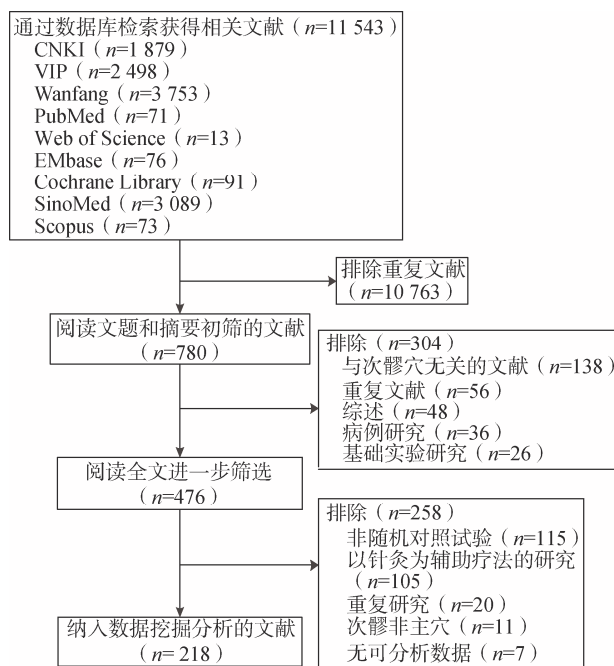 通过数据库检索获得相关文献（n=11 543）
CNKI（n=1 879）
VIP（n=2 498）
Wanfang（n=3 753）
PubMed（n=71）
Web of Science（n=13）
EMbase（n=76）
Cochrane Library（n=91）
SinoMed（n=3 089）
Scopus（n=73）
排除重复文献
（n=10 763）
阅读文题和摘要初筛的文献
（n=780）
排除（n=304）
与次髎穴无关的文献（n=138）
重复文献（n=56）
综述（n=48）
病例研究（n=36）
基础实验研究（n=26）
阅读全文进一步筛选
（n=476）
排除（n=258）
非随机对照试验（n=115）
以针灸为辅助疗法的研究
（n=105）
重复研究（n=20）
次髎非主穴（n=11）
无可分析数据（n=7）
纳入数据挖掘分析的文献
（n= 218）